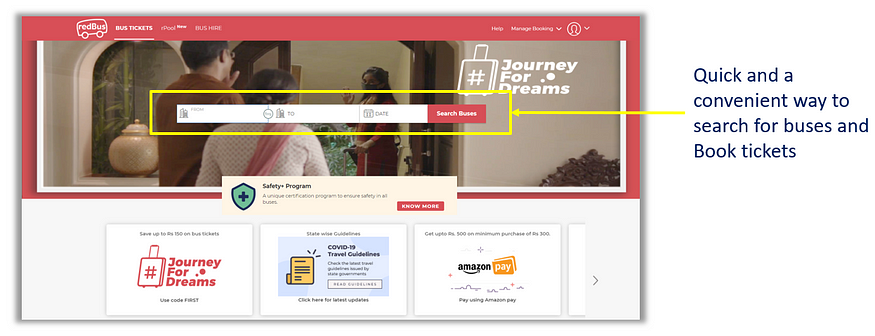 redBus
BUS TICKETS
rPool New
BUS HIRE
Help
Manage Booking
#Journey
For
Dreams
FROM
TO
DATE
Search Buses
Quick and a
convenient way to
search for buses and
Book tickets
Safety+ Program
A unique certification program to ensure safety in all
buses.
KNOW MORE
Save up to Rs 150 on bus tickets
#Journey
For
Dreams
Use code FIRST
State wise Guidelines
COVID-19
Travel Guidelines
Check the latest travel
guidelines issued by
state governments
READ GUIDELINES
Click here for latest updates
Get upto Rs. 500 on minimum purchase of Rs 300.
amazon pay
Pay using Amazon pay